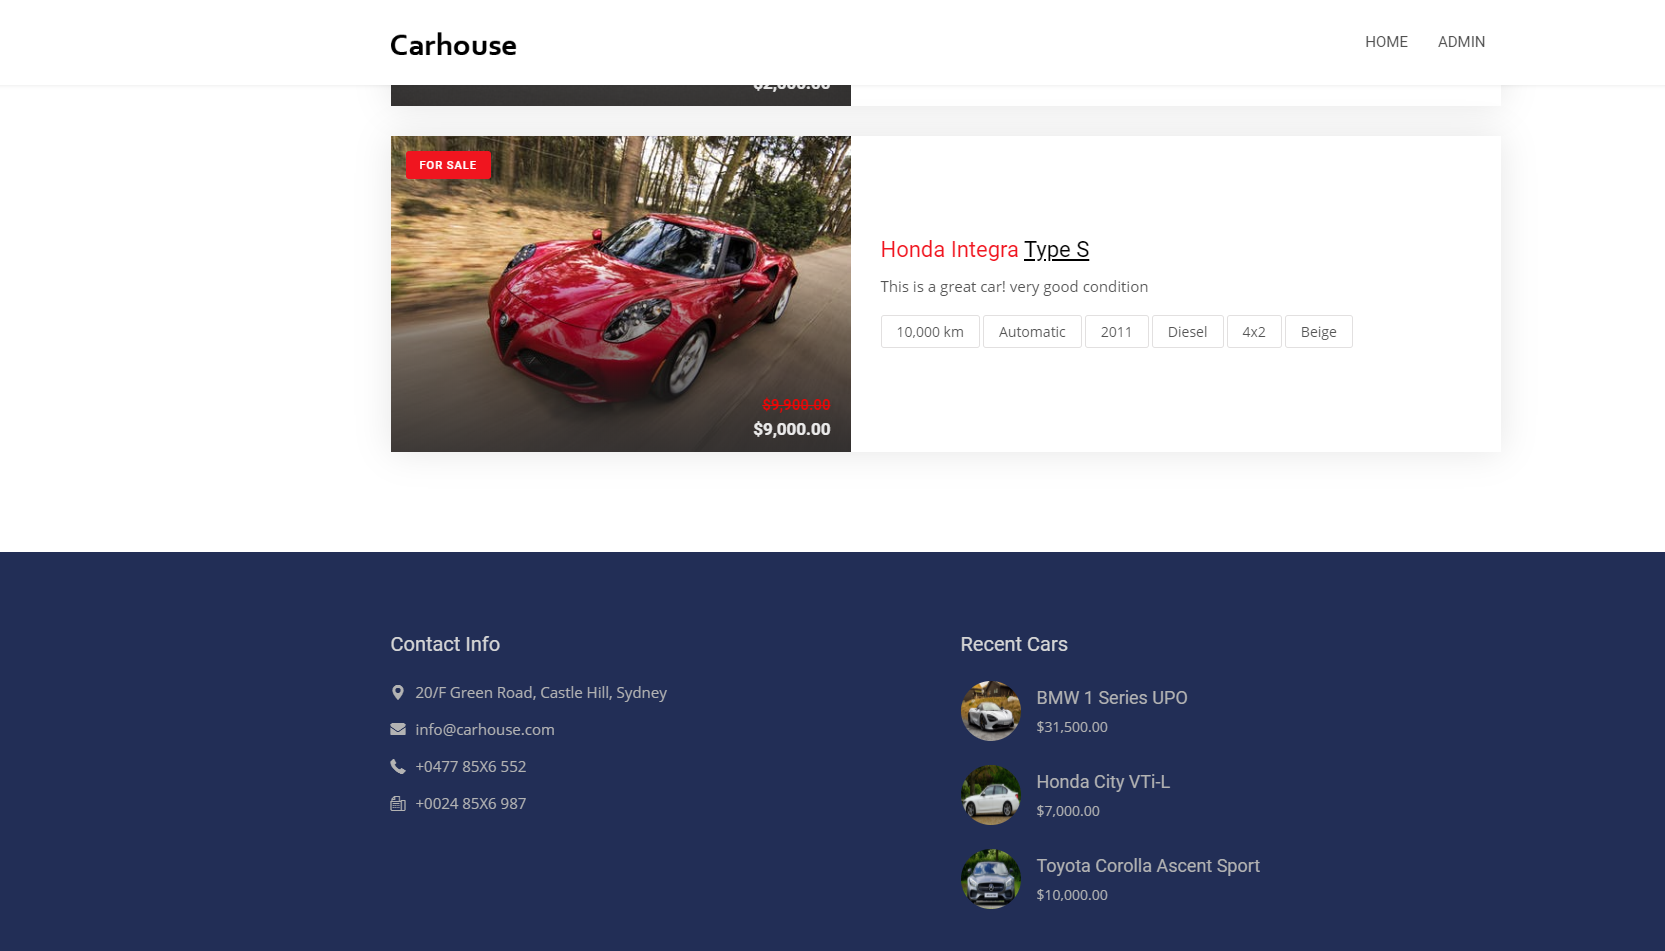 Carhouse
HOME
ADMIN
FOR SALE
$9,900.00
$9,000.00
Honda Integra Type S
This is a great car! very good condition
10,000 km
Automatic
2011
Diesel
4x2
Beige
Contact Info
20/F Green Road, Castle Hill, Sydney
info@carhouse.com
+0477 85X6 552
+0024 85X6 987
Recent Cars
BMW 1 Series UPO
$31,500.00
Honda City VTi-L
$7,000.00
Toyota Corolla Ascent Sport
$10,000.00